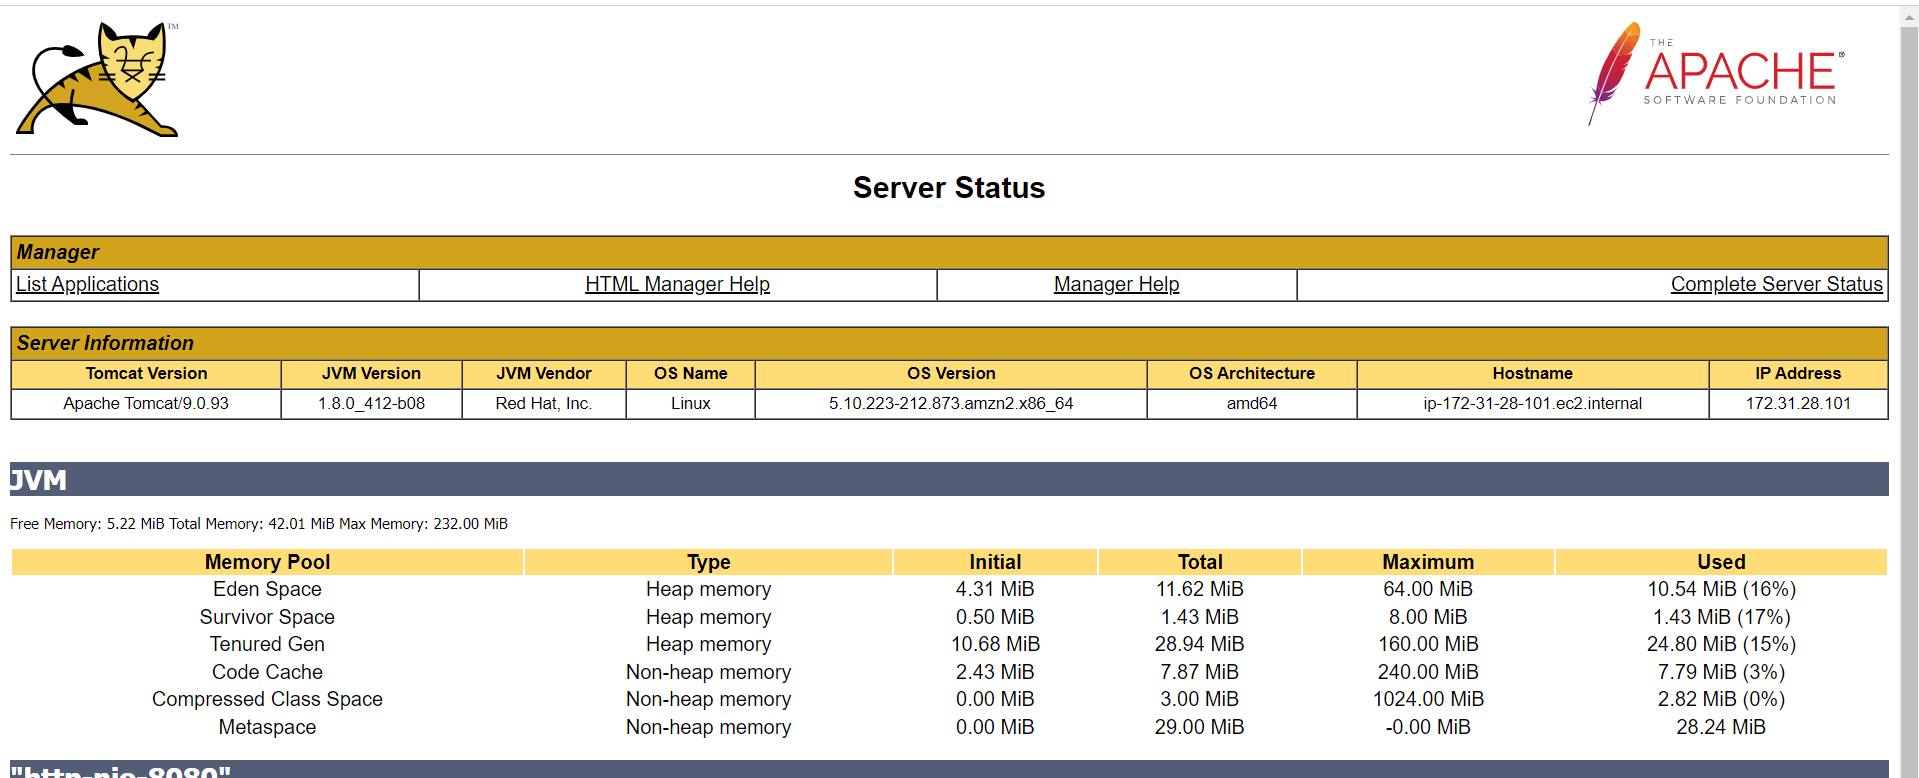 TM
THE
APACHE®
SOFTWARE FOUNDATION
Server Status
Manager
List Applications HTML Manager Help Manager Help Complete Server Status
Server Information
Tomcat Version JVM Version JVM Vendor OS Name OS Version OS Architecture Hostname IP Address
Apache Tomcat/9.0.93 1.8.0_412-b08 Red Hat, Inc. Linux 5.10.223-212.873.amzn2.x86_64 amd64 ip-172-31-28-101.ec2.internal 172.31.28.101
JVM
Free Memory: 5.22 MiB Total Memory: 42.01 MiB Max Memory: 232.00 MiB
Memory Pool Type Initial Total Maximum Used
Eden Space Heap memory 4.31 MiB 11.62 MiB 64.00 MiB 10.54 MiB (16%)
Survivor Space Heap memory 0.50 MiB 1.43 MiB 8.00 MiB 1.43 MiB (17%)
Tenured Gen Heap memory 10.68 MiB 28.94 MiB 160.00 MiB 24.80 MiB (15%)
Code Cache Non-heap memory 2.43 MiB 7.87 MiB 240.00 MiB 7.79 MiB (3%)
Compressed Class Space Non-heap memory 0.00 MiB 3.00 MiB 1024.00 MiB 2.82 MiB (0%)
Metaspace Non-heap memory 0.00 MiB 29.00 MiB -0.00 MiB 28.24 MiB
"http-nio-8080"